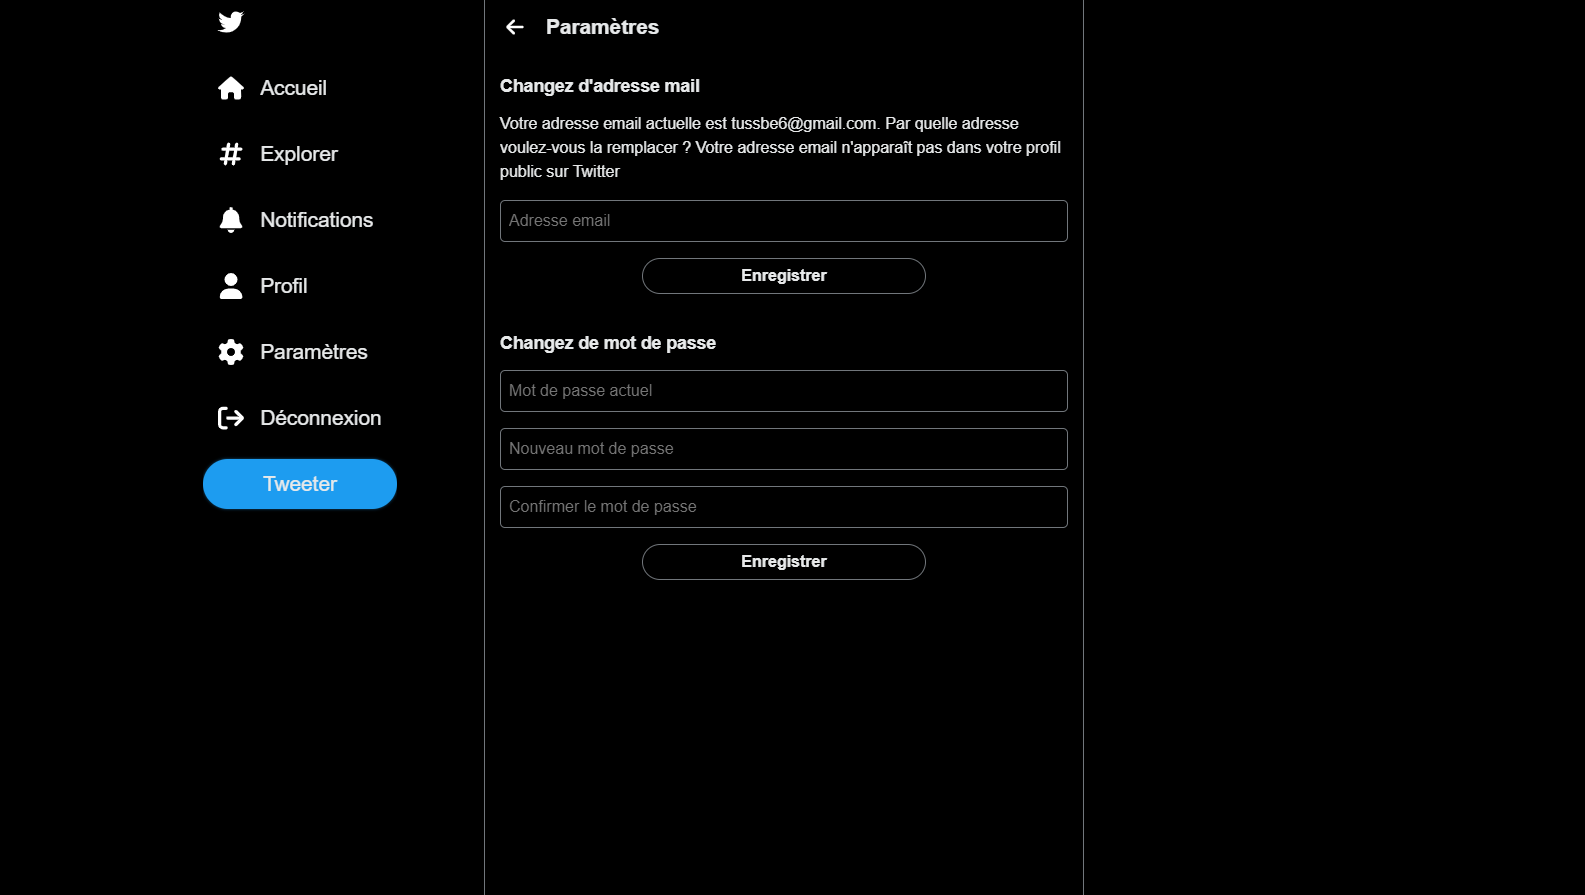 Accueil
Explorer
Notifications
Profil
Paramètres
Déconnexion
Tweeter
Paramètres
Changez d'adresse mail
Votre adresse email actuelle est tussbe6@gmail.com. Par quelle adresse
voulez-vous la remplacer ? Votre adresse email n'apparaît pas dans votre profil
public sur Twitter
Adresse email
Enregistrer
Changez de mot de passe
Mot de passe actuel
Nouveau mot de passe
Confirmer le mot de passe
Enregistrer